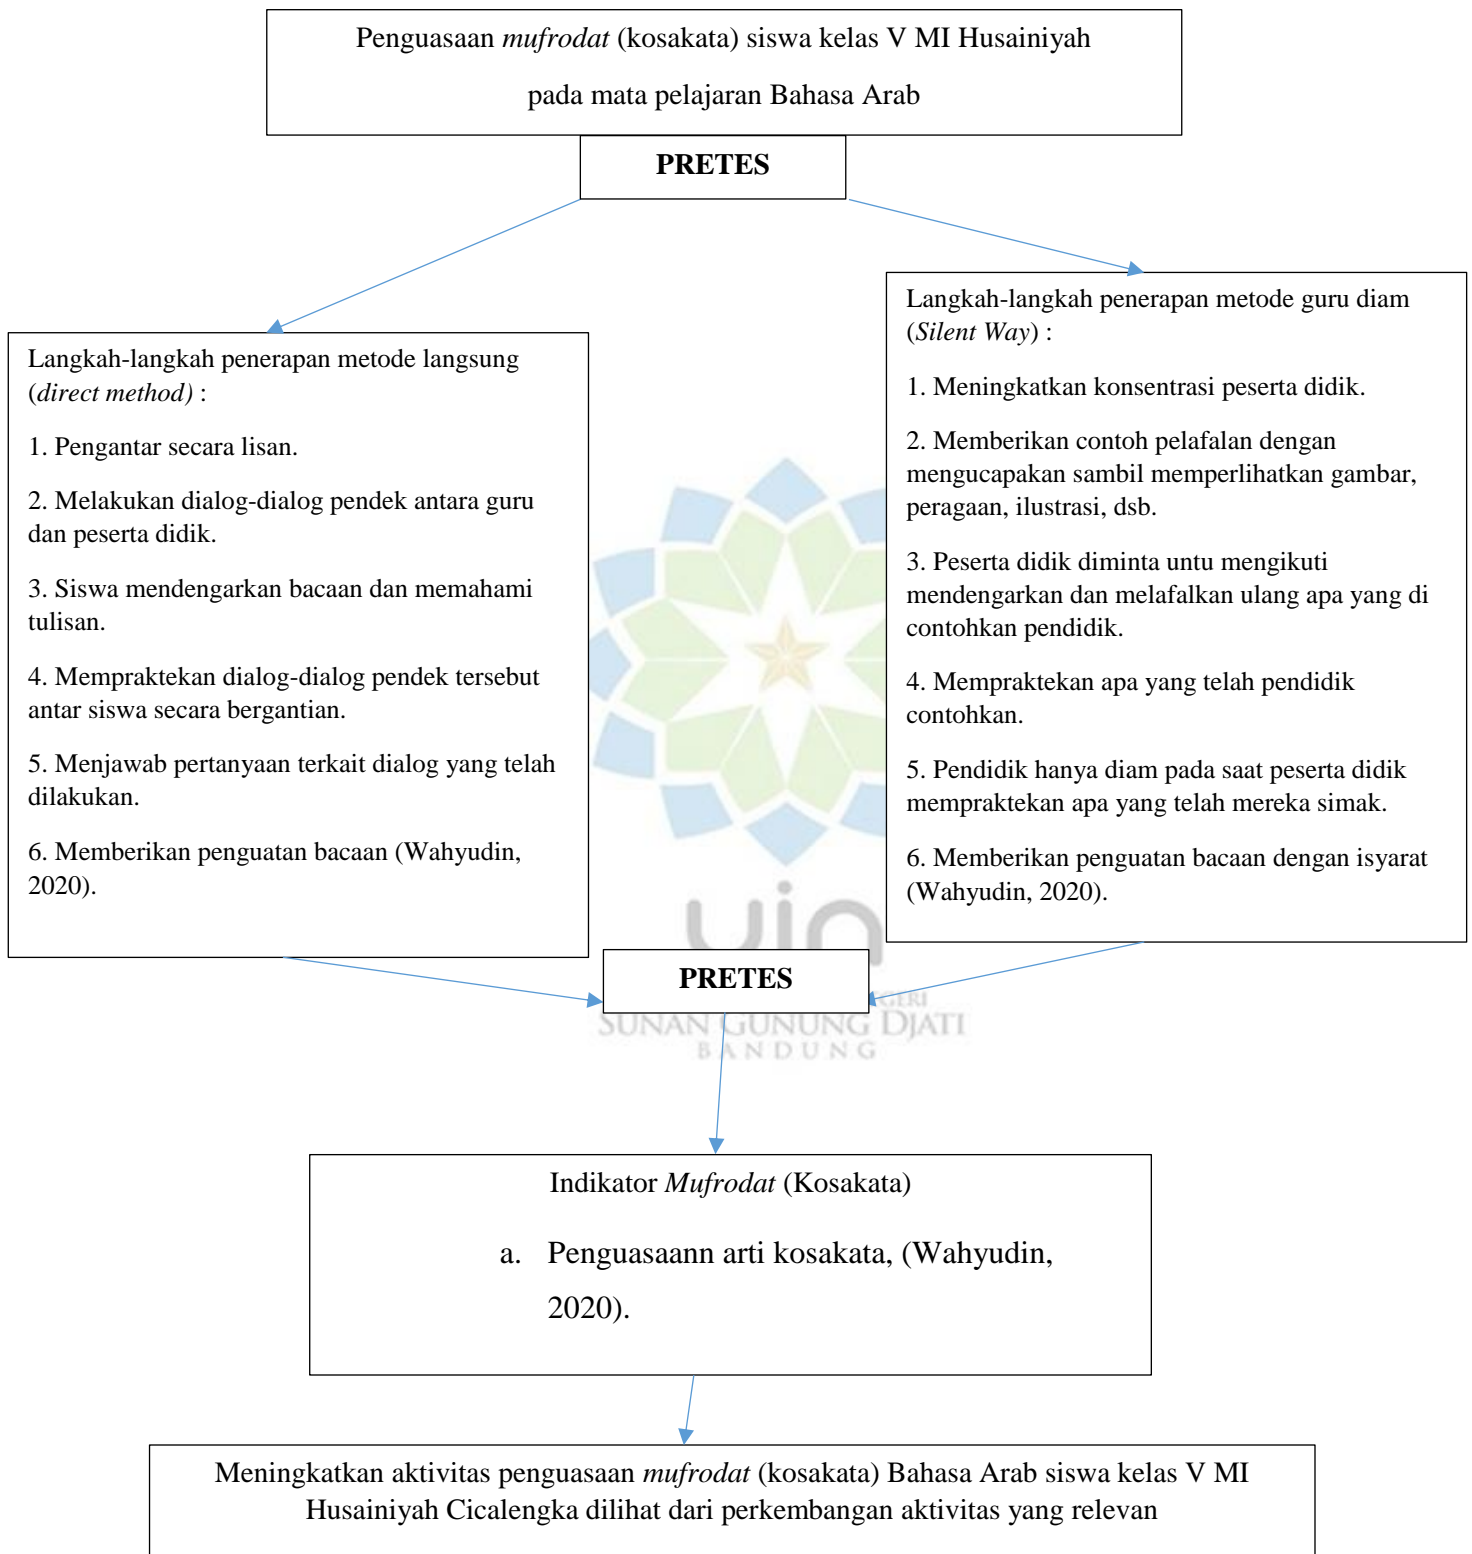 Penguasaan mufrodat (kosakata) siswa kelas V MI Husainiyah
pada mata pelajaran Bahasa Arab
PRETES
Langkah-langkah penerapan metode langsung
(direct method) :
1. Pengantar secara lisan.
2. Melakukan dialog-dialog pendek antara guru
dan peserta didik.
3. Siswa mendengarkan bacaan dan memahami
tulisan.
4. Mempraktekan dialog-dialog pendek tersebut
antar siswa secara bergantian.
5. Menjawab pertanyaan terkait dialog yang telah
dilakukan.
6. Memberikan penguatan bacaan (Wahyudin,
2020).
Langkah-langkah penerapan metode guru diam
(Silent Way) :
1. Meningkatkan konsentrasi peserta didik.
2. Memberikan contoh pelafalan dengan
mengucapakan sambil memperlihatkan gambar,
peragaan, ilustrasi, dsb.
3. Peserta didik diminta untu mengikuti
mendengarkan dan melafalkan ulang apa yang di
contohkan pendidik.
4. Mempraktekan apa yang telah pendidik
contohkan.
5. Pendidik hanya diam pada saat peserta didik
mempraktekan apa yang telah mereka simak.
6. Memberikan penguatan bacaan dengan isyarat
(Wahyudin, 2020).
uin
PRETES
SUNAN GUNUNG DJATI
BANDUNG
Indikator Mufrodat (Kosakata)
a. Penguasaann arti kosakata, (Wahyudin,
2020).
Meningkatkan aktivitas penguasaan mufrodat (kosakata) Bahasa Arab siswa kelas V MI
Husainiyah Cicalengka dilihat dari perkembangan aktivitas yang relevan